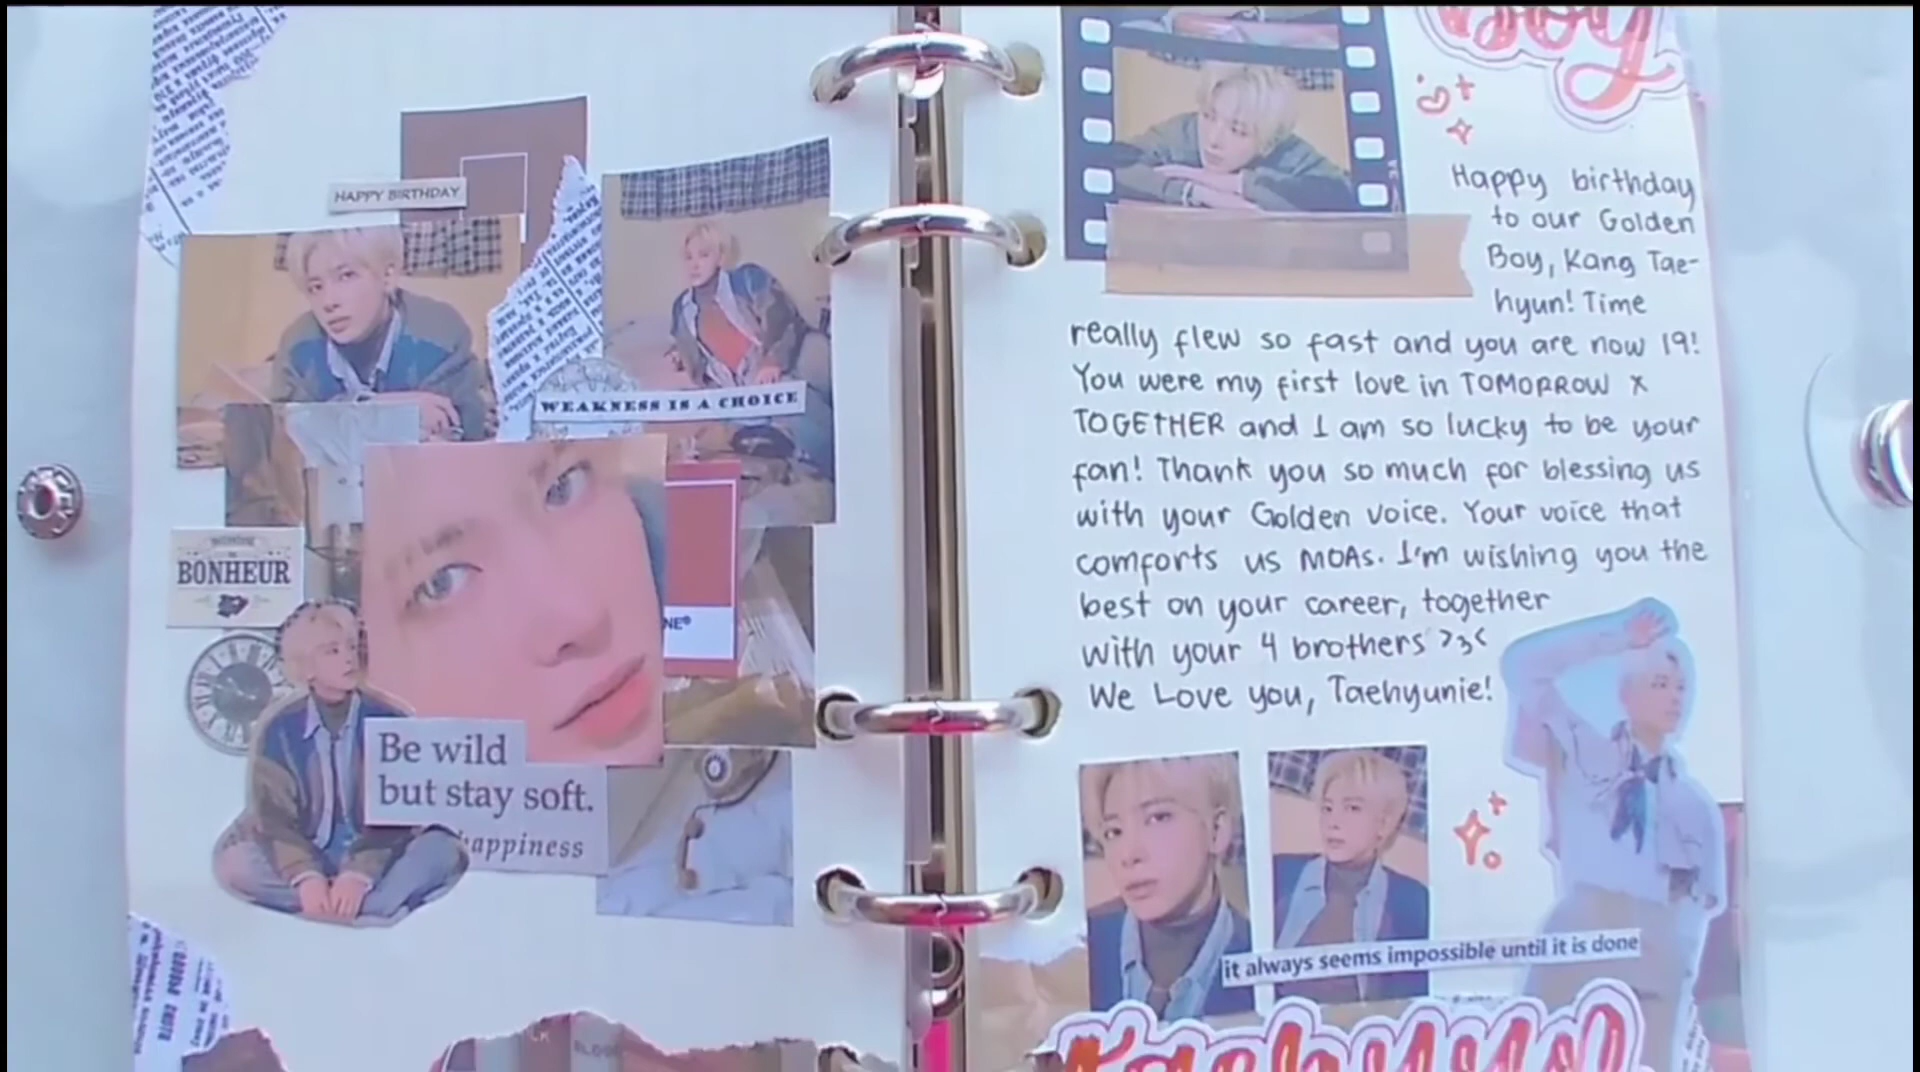 HAPPY BIRTHDAY
WEAKNESS IS A CHOICE
BONHEUR
NE®
Be wild
but stay soft.
happiness
Boy
Happy birthday
to our Golden
Boy, Kang Tae-
hyun! Time
really flew so fast and you are now 19!
You were my first love in TOMORROW X
TOGETHER and I am so lucky to be your
fan! Thank you so much for blessing us
with your Golden voice. Your voice that
comforts us MOAs. I'm wishing you the
best on your career, together
with your 4 brothers >3<
We Love you, Taehyunie!
it always seems impossible until it is done
Taehyun